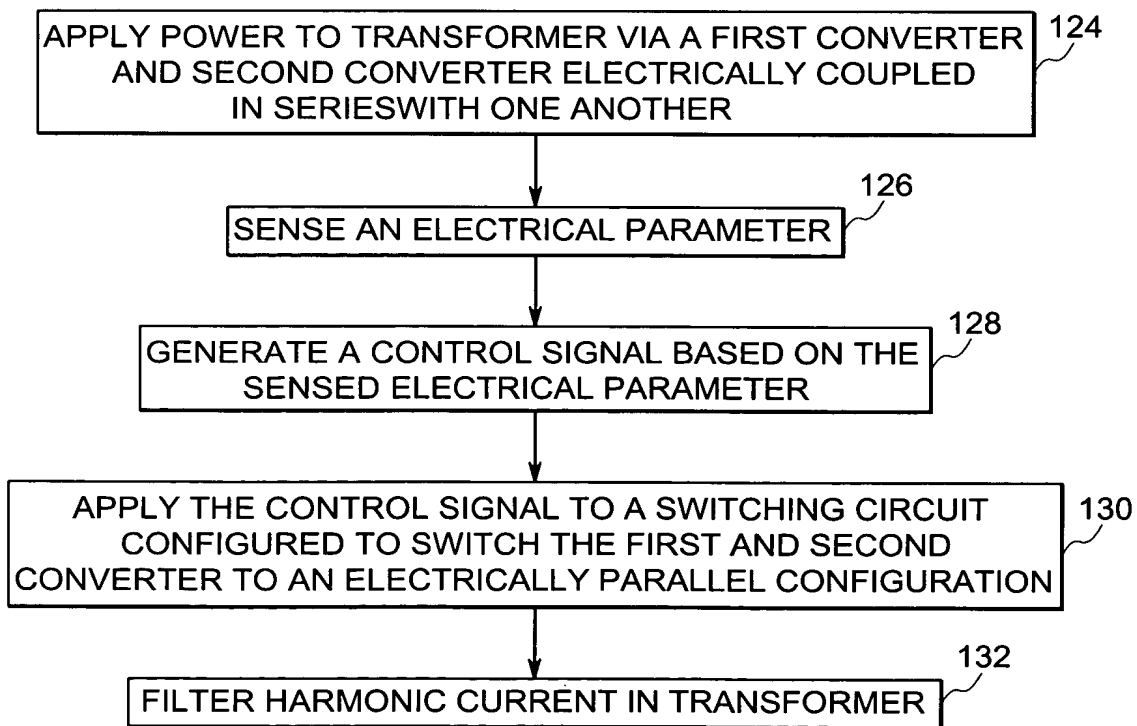 APPLY POWER TO TRANSFORMER VIA A FIRST CONVERTER
AND SECOND CONVERTER ELECTRICALLY COUPLED
IN SERIESWITH ONE ANOTHER
124
SENSE AN ELECTRICAL PARAMETER
126
GENERATE A CONTROL SIGNAL BASED ON THE
SENSED ELECTRICAL PARAMETER
128
APPLY THE CONTROL SIGNAL TO A SWITCHING CIRCUIT
CONFIGURED TO SWITCH THE FIRST AND SECOND
CONVERTER TO AN ELECTRICALLY PARALLEL CONFIGURATION
130
FILTER HARMONIC CURRENT IN TRANSFORMER
132